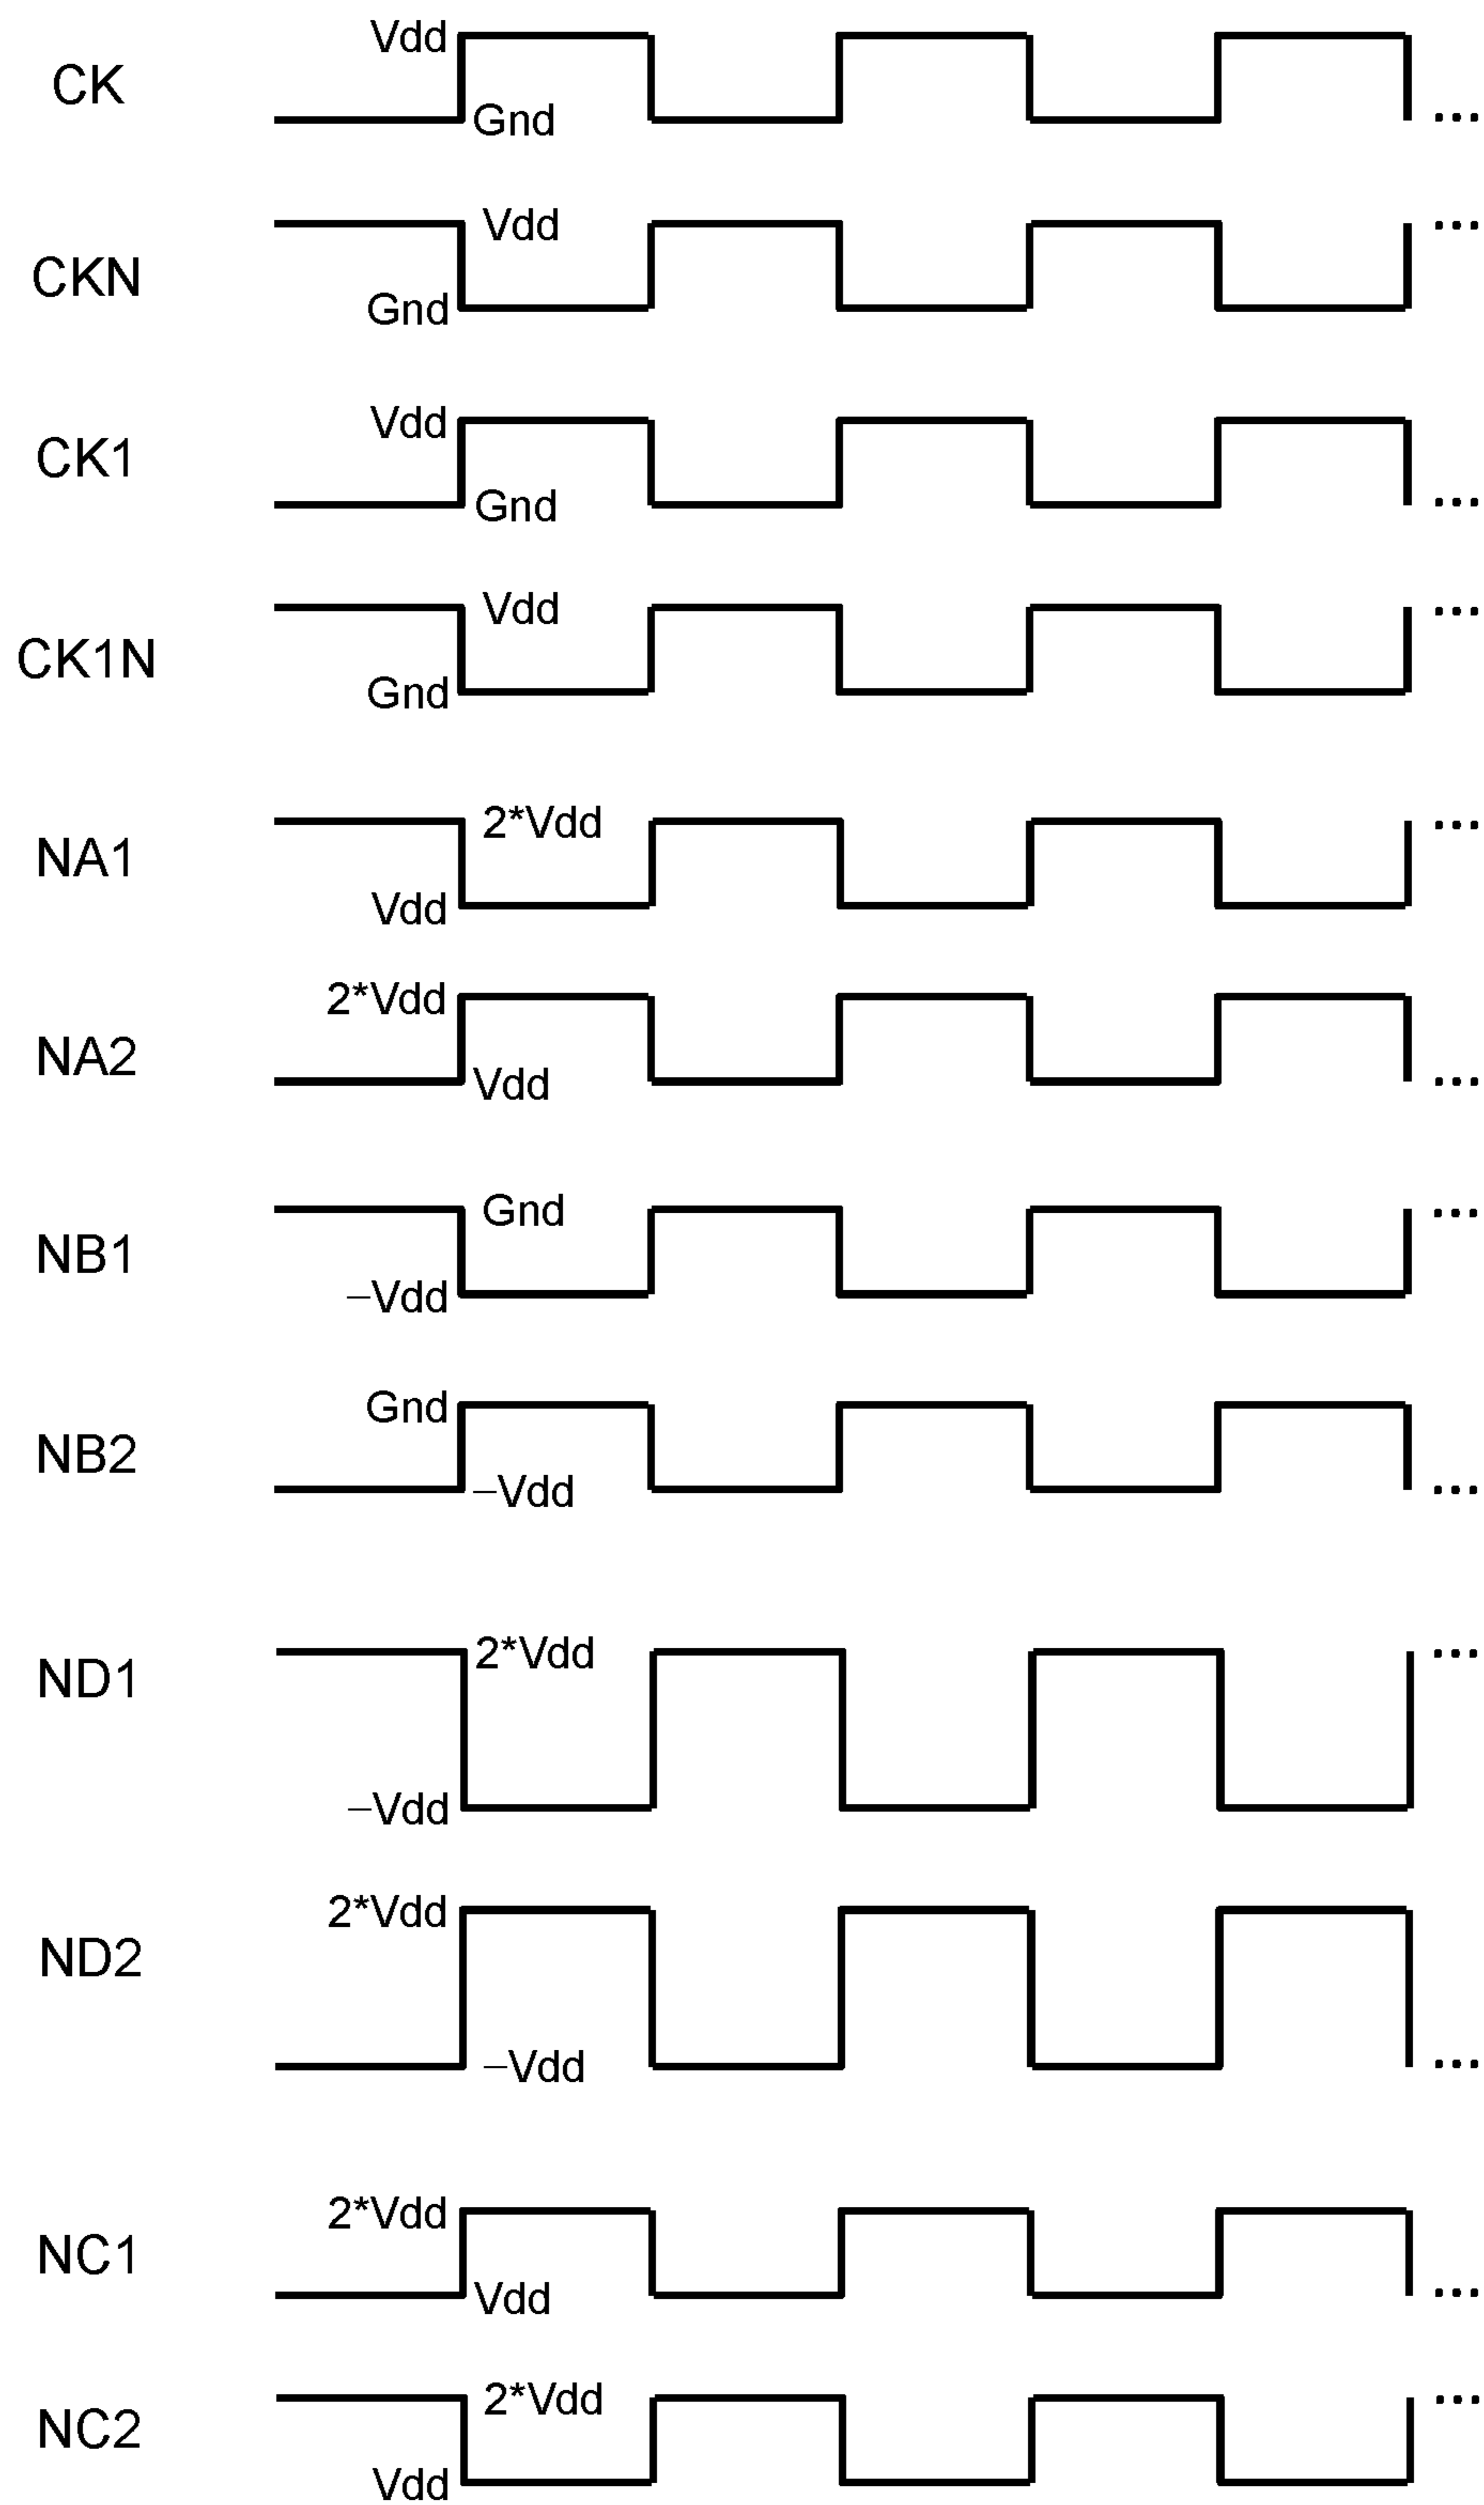 Vdd
CK
Gnd
...
Vdd
...
CKN
Gnd
Vdd
CK1
Gnd
...
Vdd
...
CK1N
Gnd
2*Vdd
...
NA1
Vdd
2*Vdd
NA2
Vdd
...
Gnd
...
NB1
–Vdd
Gnd
NB2
–Vdd
...
2*Vdd
...
ND1
–Vdd
2*Vdd
ND2
–Vdd
...
2*Vdd
NC1
Vdd
...
2*Vdd
...
NC2
Vdd